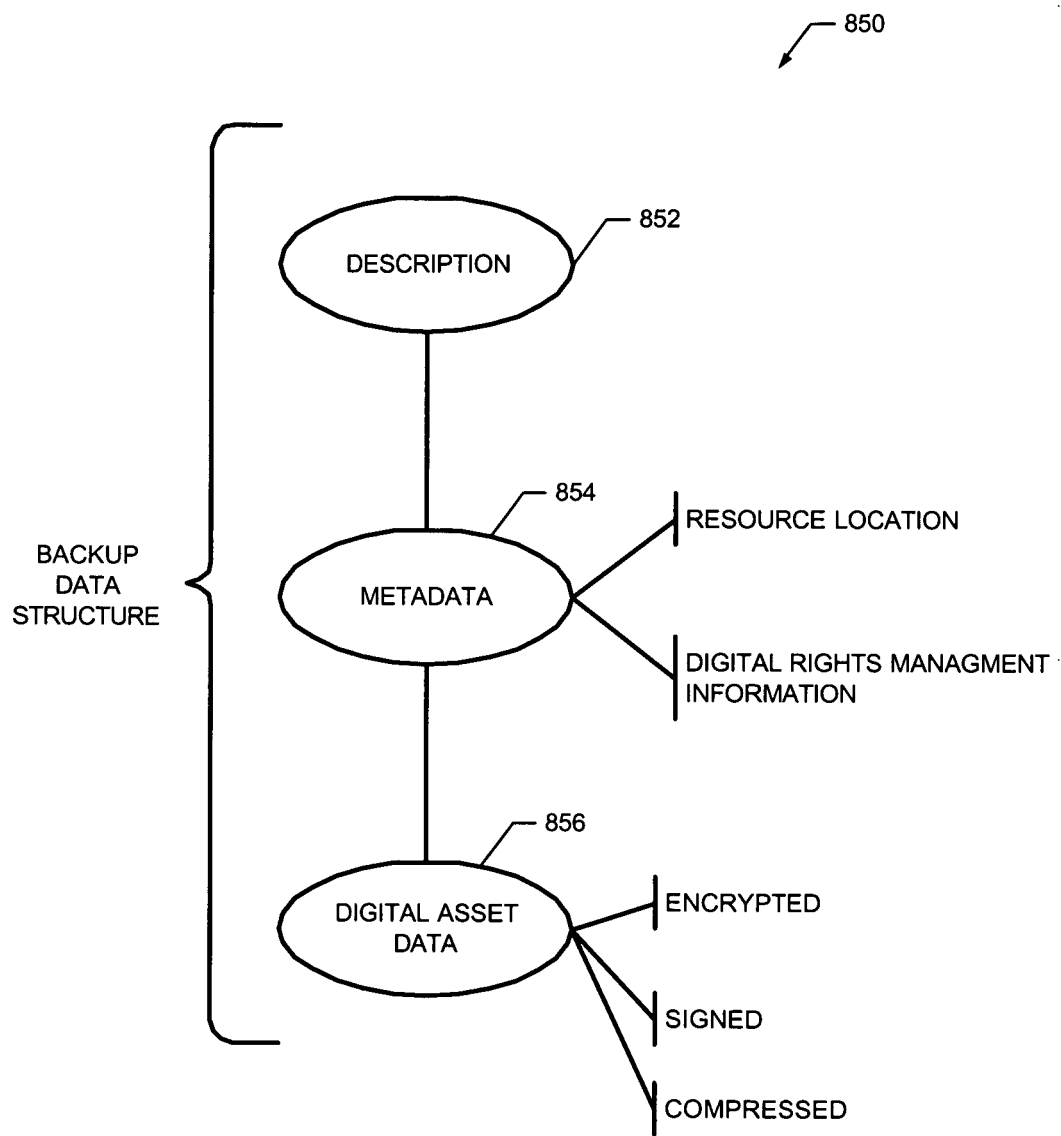 850
852
DESCRIPTION
854
RESOURCE LOCATION
BACKUP
DATA
STRUCTURE
METADATA
DIGITAL RIGHTS MANAGMENT
INFORMATION
856
ENCRYPTED
DIGITAL ASSET
DATA
SIGNED
COMPRESSED